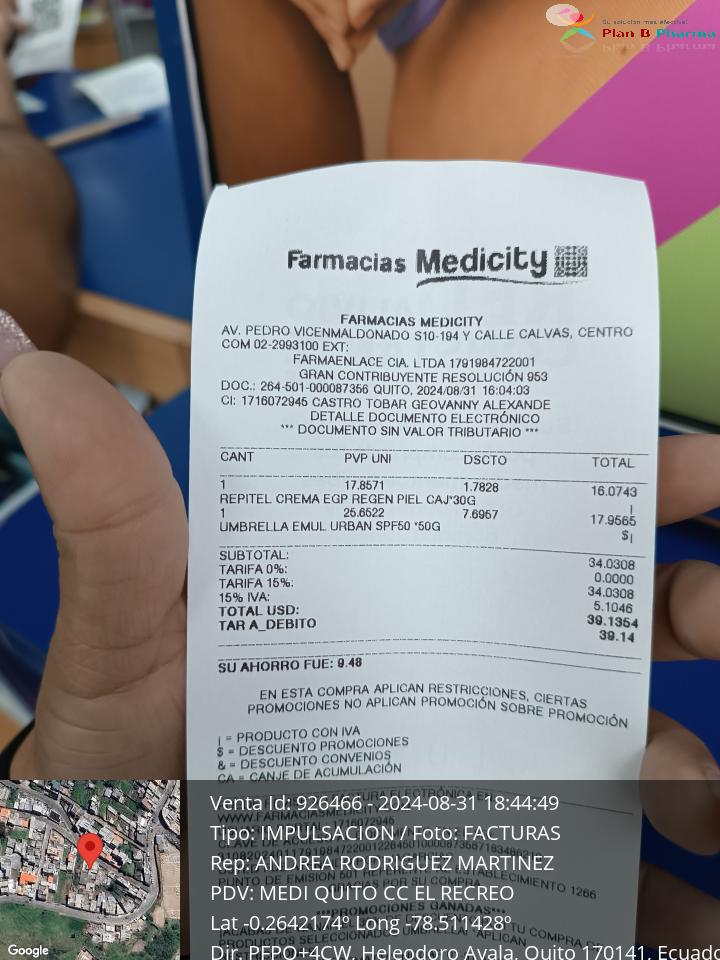 Su solución mas efectiva!
Plan B Pharma
Farmacias Medicity
FARMACIAS MEDICITY
AV. PEDRO VICENMALDONADO S10-194 Y CALLE CALVAS, CENTRO
COM 02-2993100 EXT:
FARMAENLACE CIA. LTDA 1791984722001
GRAN CONTRIBUYENTE RESOLUCIÓN 953
DOC.: 264-501-000087356 QUITO, 2024/08/31 16:04:03
CI: 1716072945 CASTRO TOBAR GEOVANNY ALEXANDE
DETALLE DOCUMENTO ELECTRÓNICO
*** DOCUMENTO SIN VALOR TRIBUTARIO ***
CANT PVP UNI DSCTO TOTAL
1 17.8571 1.7828 16.0743
REPITEL CREMA EGP REGEN PIEL CAJ*30G |
1 25.6522 7.6957 17.9565
UMBRELLA EMUL URBAN SPF50 *50G $|
SUBTOTAL: 34.0308
TARIFA 0%: 0.0000
TARIFA 15%: 34.0308
15% IVA: 5.1046
TOTAL USD: 39.1354
TAR A_DEBITO 39.14
SU AHORRO FUE: 9.48
EN ESTA COMPRA APLICAN RESTRICCIONES, CIERTAS
PROMOCIONES NO APLICAN PROMOCIÓN SOBRE PROMOCIÓN
| = PRODUCTO CON IVA
$ = DESCUENTO PROMOCIONES
& = DESCUENTO CONVENIOS
CA = CANJE DE ACUMULACIÓN
Venta Id: 926466 - 2024-08-31 18:44:49
Tipo: IMPULSACION / Foto: FACTURAS
Rep: ANDREA RODRIGUEZ MARTINEZ
PDV: MEDI QUITO CC EL RECREO
Lat -0.2642174º Long -78.511428º
Dir. PFPQ+4CW, Heleodoro Ayala, Quito 170141, Ecuado
ESTABLECIMIENTO 1266
***PROMOCIONES GANADAS***
Google